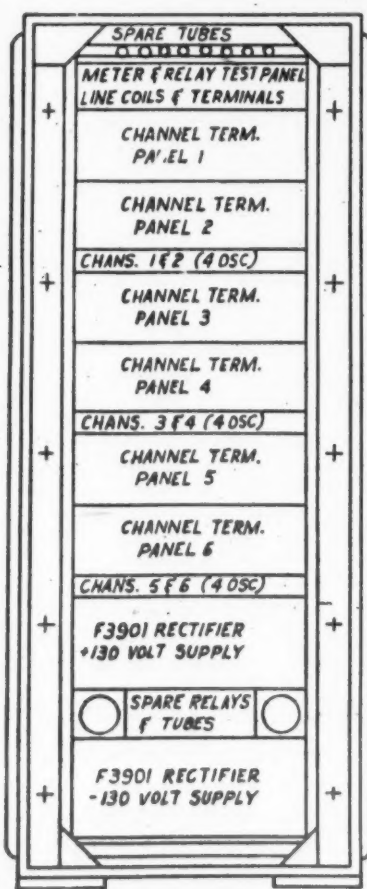 SPARE TUBES
METER & RELAY TEST PANEL
LINE COILS & TERMINALS
CHANNEL TERM.
PANEL 1
CHANNEL TERM.
PANEL 2
CHANS. 1 & 2 (4 OSC)
CHANNEL TERM.
PANEL 3
CHANNEL TERM.
PANEL 4
CHANS. 3 & 4 (4 OSC)
CHANNEL TERM.
PANEL 5
CHANNEL TERM.
PANEL 6
CHANS. 5 & 6 (4 OSC)
F3901 RECTIFIER
+130 VOLT SUPPLY
SPARE RELAYS
& TUBES
F3901 RECTIFIER
-130 VOLT SUPPLY